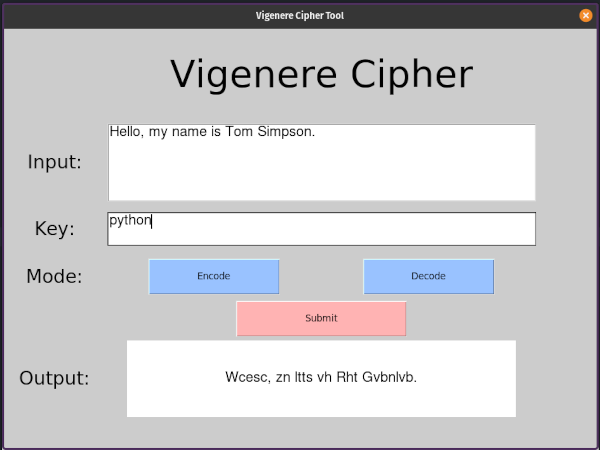 Vigenere Cipher Tool
Vigenere Cipher
Input:
Hello, my name is Tom Simpson.
Key:
python
Mode:
Encode
Decode
Submit
Output:
Wcesc, zn ltts vh Rht Gvbnlvb.